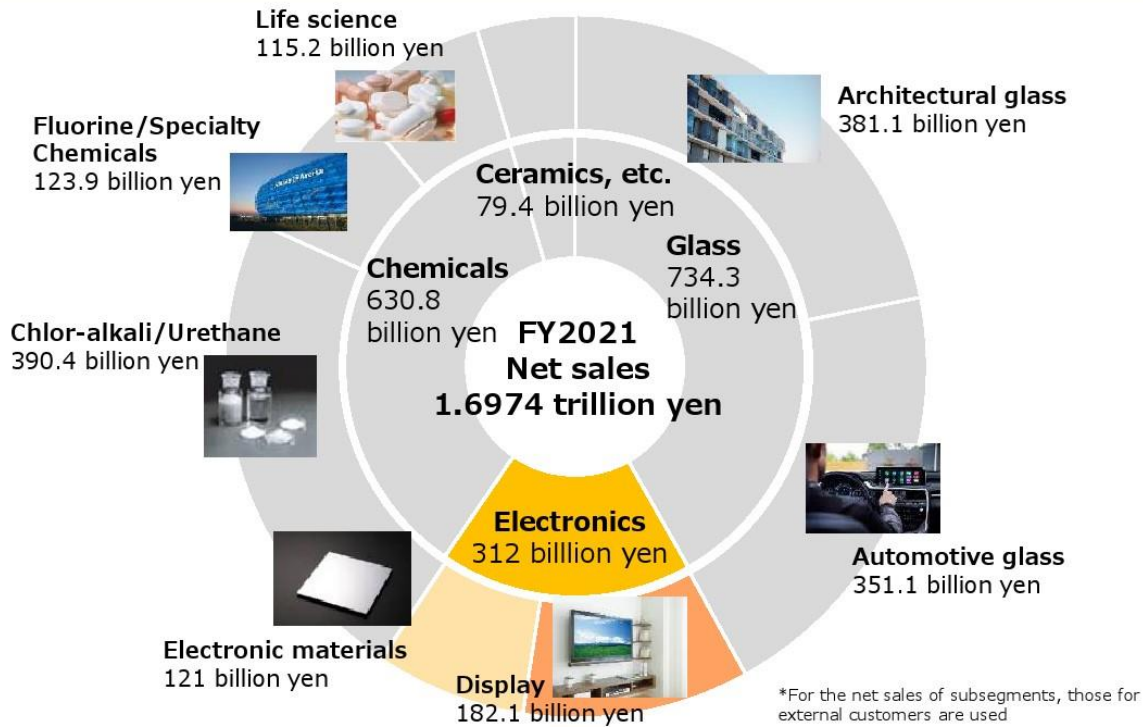 Life science
115.2 billion yen
Fluorine/Specialty
Chemicals
123.9 billion yen
Architectural glass
381.1 billion yen
Ceramics, etc.
79.4 billion yen
Chemicals
630.8
billion yen
Glass
734.3
billion yen
Chlor-alkali/Urethane
390.4 billion yen
FY2021
Net sales
1.6974 trillion yen
Electronics
312 billlion yen
Automotive glass
351.1 billion yen
Electronic materials
121 billion yen
Display
182.1 billion yen
*For the net sales of subsegments, those for
external customers are used